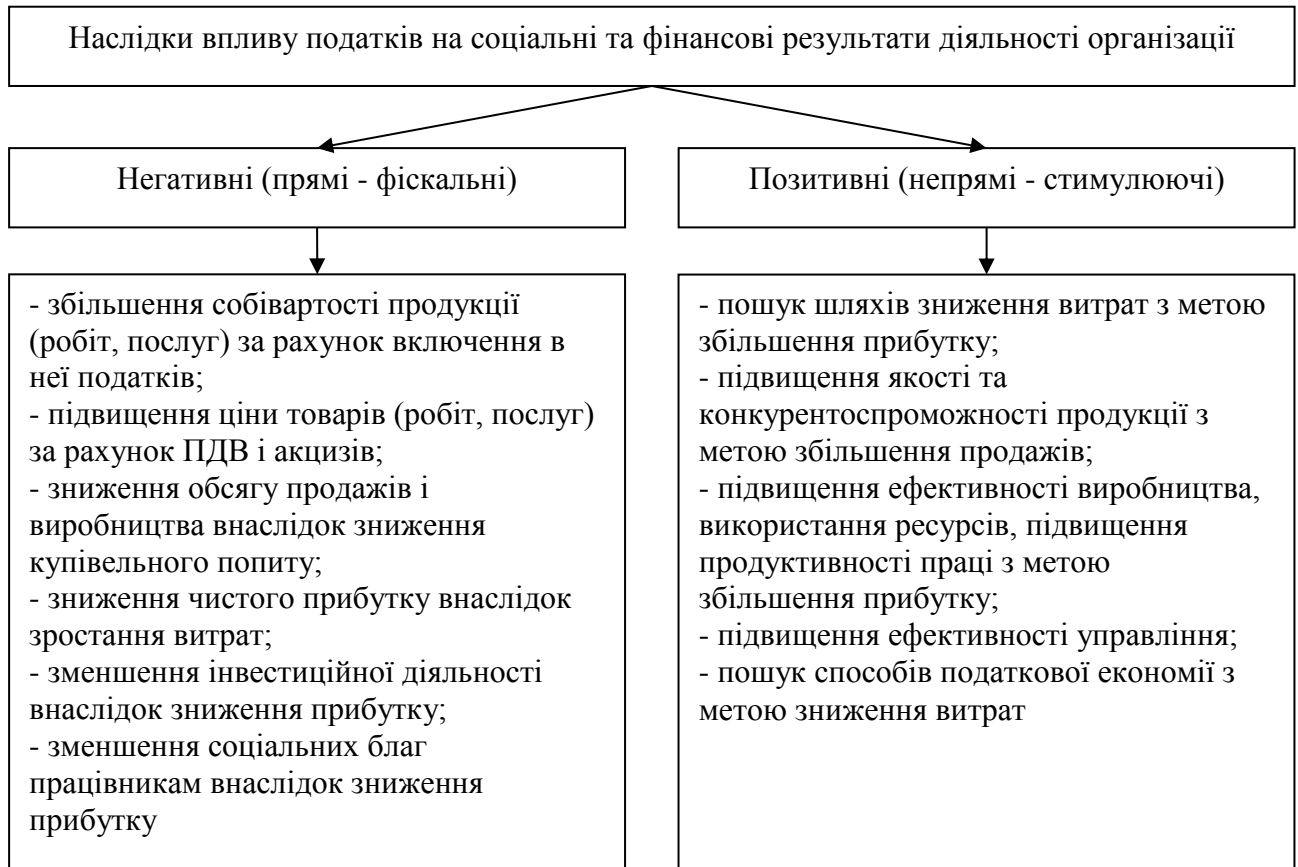 Наслідки впливу податків на соціальні та фінансові результати діяльності організації
Негативні (прямі - фіскальні)
Позитивні (непрямі - стимулюючі)
- збільшення собівартості продукції
(робіт, послуг) за рахунок включення в
неї податків;
- підвищення ціни товарів (робіт, послуг)
за рахунок ПДВ і акцизів;
- зниження обсягу продажів і
виробництва внаслідок зниження
купівельного попиту;
- зниження чистого прибутку внаслідок
зростання витрат;
- зменшення інвестиційної діяльності
внаслідок зниження прибутку;
- зменшення соціальних благ
працівникам внаслідок зниження
прибутку
- пошук шляхів зниження витрат з метою
збільшення прибутку;
- підвищення якості та
конкурентоспроможності продукції з
метою збільшення продажів;
- підвищення ефективності виробництва,
використання ресурсів, підвищення
продуктивності праці з метою
збільшення прибутку;
- підвищення ефективності управління;
- пошук способів податкової економії з
метою зниження витрат